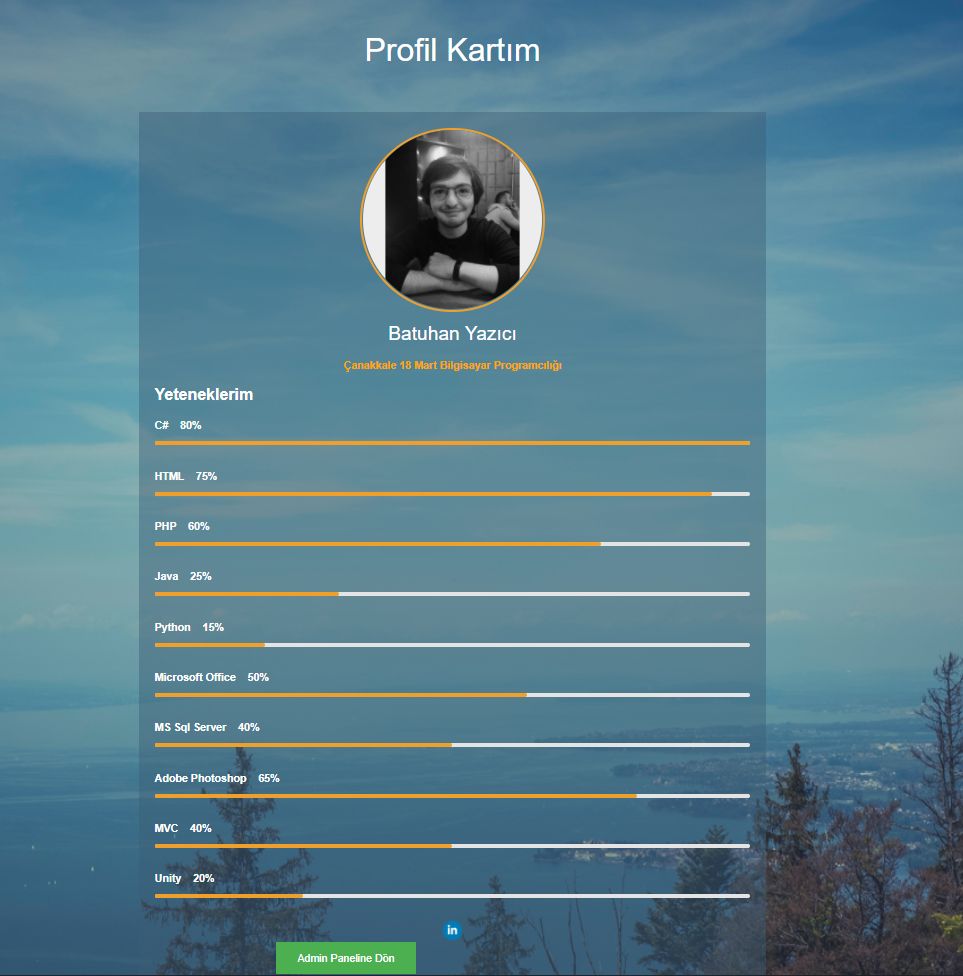 Profil Kartım
Batuhan Yazıcı
Çanakkale 18 Mart Bilgisayar Programcılığı
Yeteneklerim
C# 80%
HTML 75%
PHP 60%
Java 25%
Python 15%
Microsoft Office 50%
MS Sql Server 40%
Adobe Photoshop 65%
MVC 40%
Unity 20%
in
Admin Paneline Dön